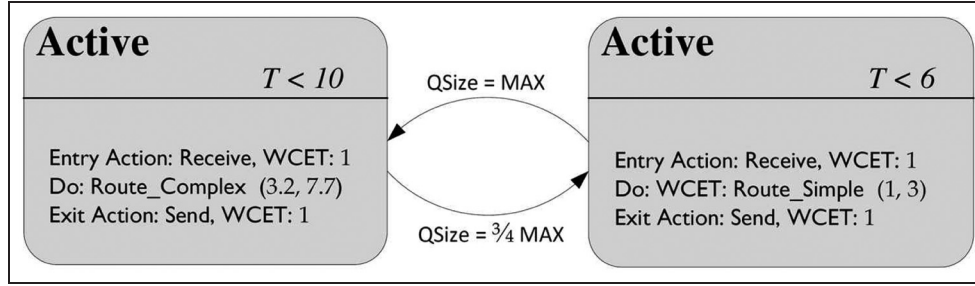 Active
T < 10
Entry Action: Receive, WCET: 1
Do: Route_Complex (3.2, 7.7)
Exit Action: Send, WCET: 1
QSize = MAX
QSize = ¾ MAX
Active
T < 6
Entry Action: Receive, WCET: 1
Do: WCET: Route_Simple (1, 3)
Exit Action: Send, WCET: 1